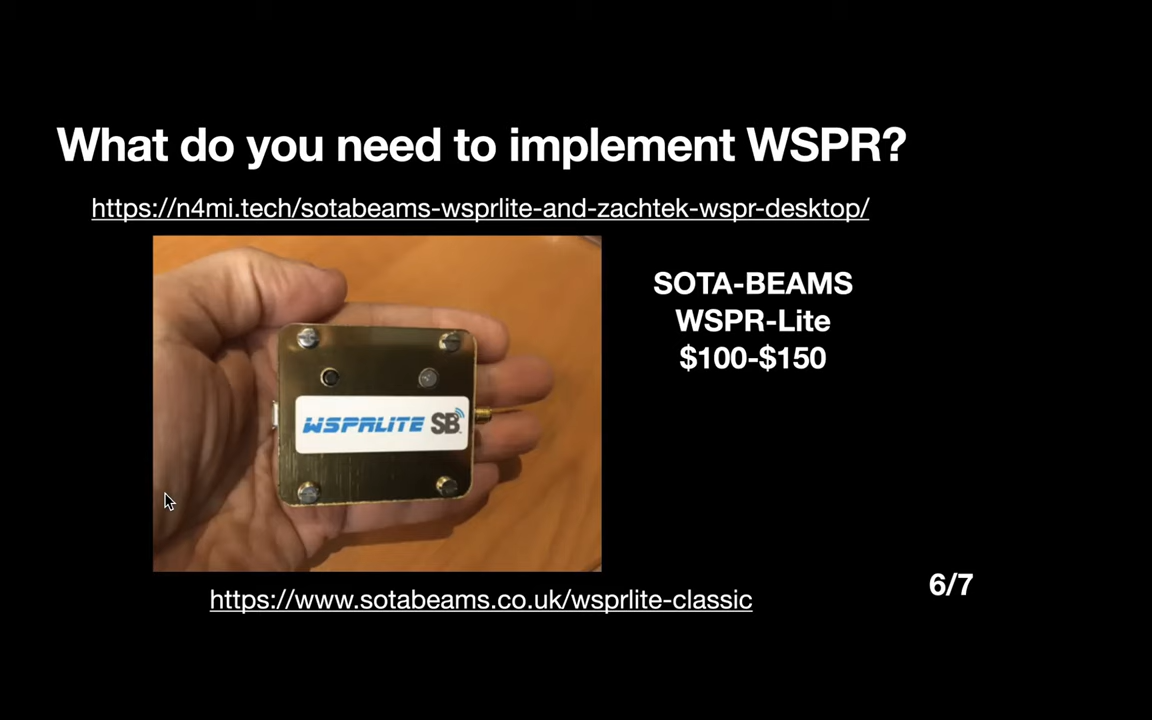 What do you need to implement WSPR?
https://n4mi.tech/sotabeams-wsprlite-and-zachtek-wspr-desktop/
SOTA-BEAMS
WSPR-Lite
$100-$150
WSPRLITE SB
https://www.sotabeams.co.uk/wsprlite-classic
6/7